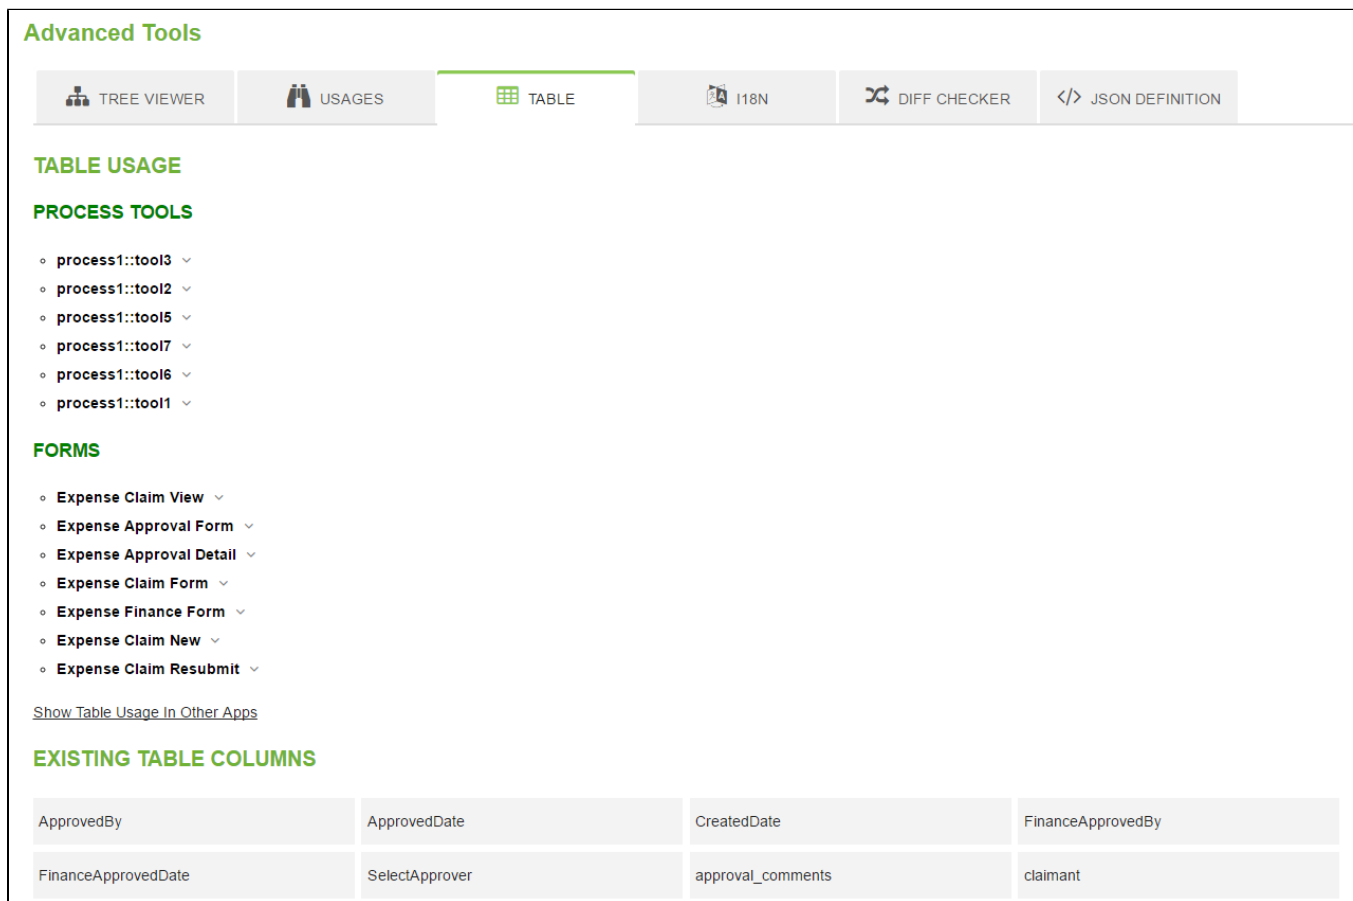 Advanced Tools
TREE VIEWER USAGES TABLE I18N DIFF CHECKER </> JSON DEFINITION
TABLE USAGE
PROCESS TOOLS
process1::tool3
process1::tool2
process1::tool5
process1::tool7
process1::tool6
process1::tool1
FORMS
Expense Claim View
Expense Approval Form
Expense Approval Detail
Expense Claim Form
Expense Finance Form
Expense Claim New
Expense Claim Resubmit
Show Table Usage In Other Apps
EXISTING TABLE COLUMNS
ApprovedBy ApprovedDate CreatedDate FinanceApprovedBy
FinanceApprovedDate SelectApprover approval_comments claimant